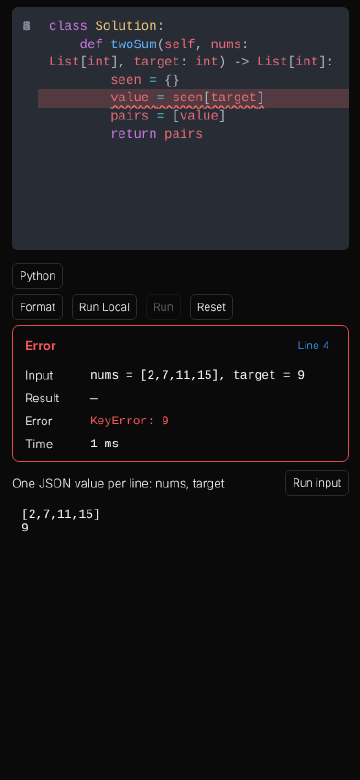 class Solution:
    def twoSum(self, nums:
List[int], target: int) -> List[int]:
        seen = {}
        value = seen[target]
        pairs = [value]
        return pairs
Python
Format Run Local Run Reset
Error Line 4
Input nums = [2,7,11,15], target = 9
Result —
Error KeyError: 9
Time 1 ms
One JSON value per line: nums, target Run input
[2,7,11,15]
9